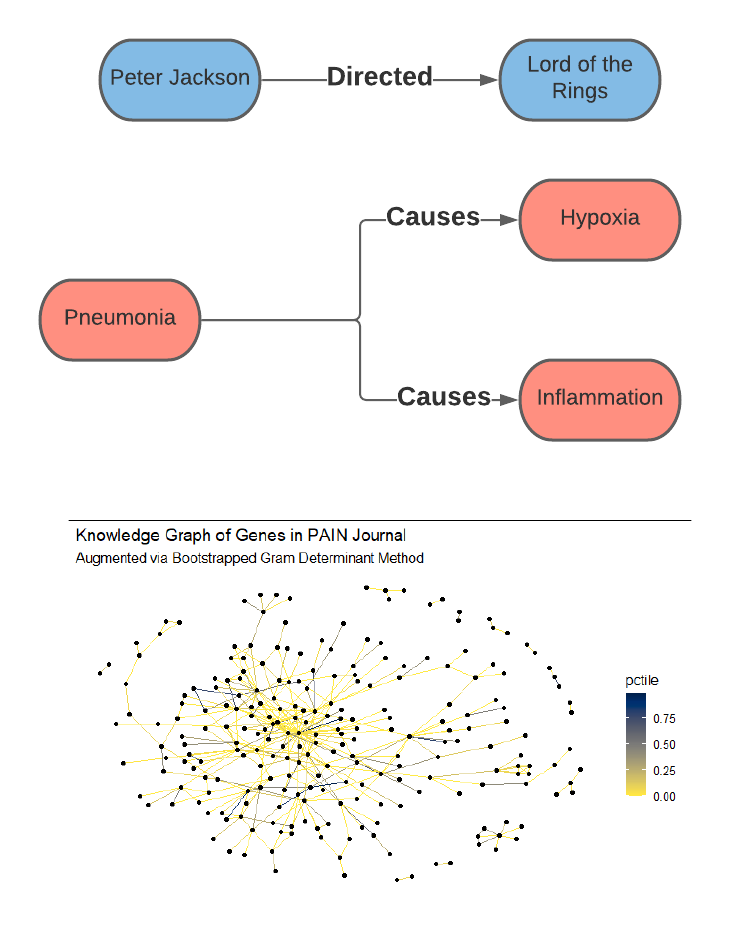 Peter Jackson
Directed
Lord of the
Rings
Causes
Hypoxia
Pneumonia
Causes
Inflammation
Knowledge Graph of Genes in PAIN Journal
Augmented via Bootstrapped Gram Determinant Method
pctile
0.75
0.50
0.25
0.00